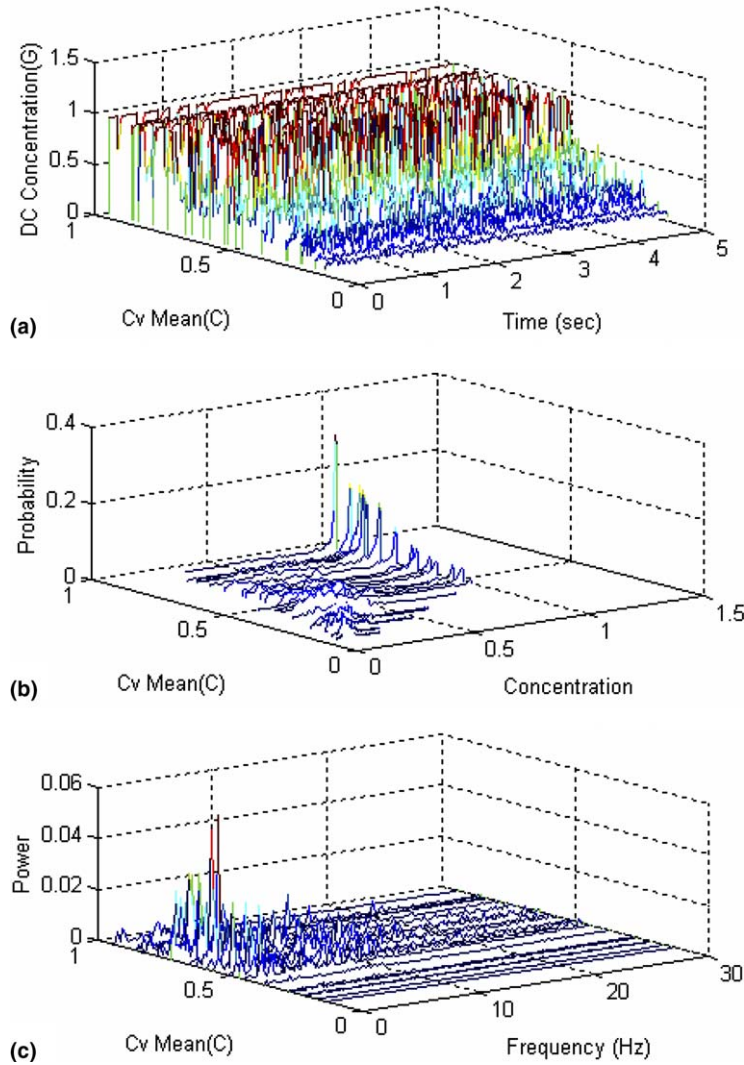 DC Concentration(G)
1.5
1
0.5
0
1
0.5
0
Cv Mean(C)
0
1
2
3
4
5
Time (sec)
(a)
Probability
0.4
0.2
0
1
0.5
0
Cv Mean(C)
0
0.5
1
1.5
Concentration
(b)
Power
0.06
0.04
0.02
0
1
0.5
0
Cv Mean(C)
0
10
20
30
Frequency (Hz)
(c)